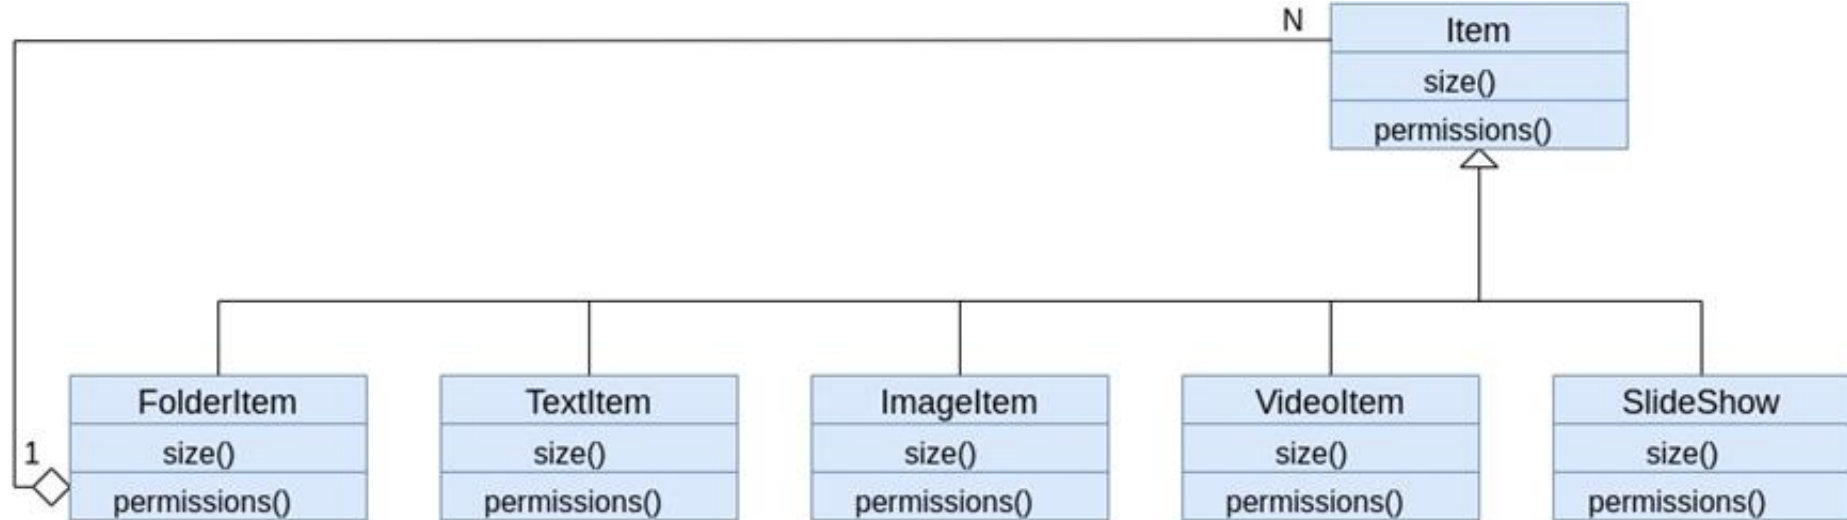 N
Item
size()
permissions()
FolderItem
TextItem
ImageItem
VideoItem
SlideShow
1
size()
size()
size()
size()
size()
permissions()
permissions()
permissions()
permissions()
permissions()